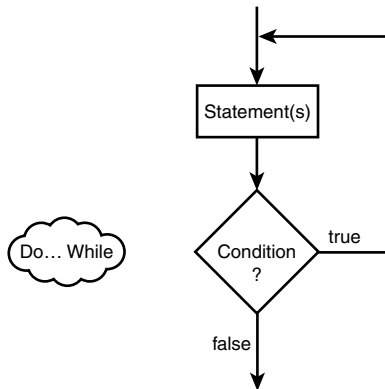 Statement(s)
Do... While
Condition
?
true
false